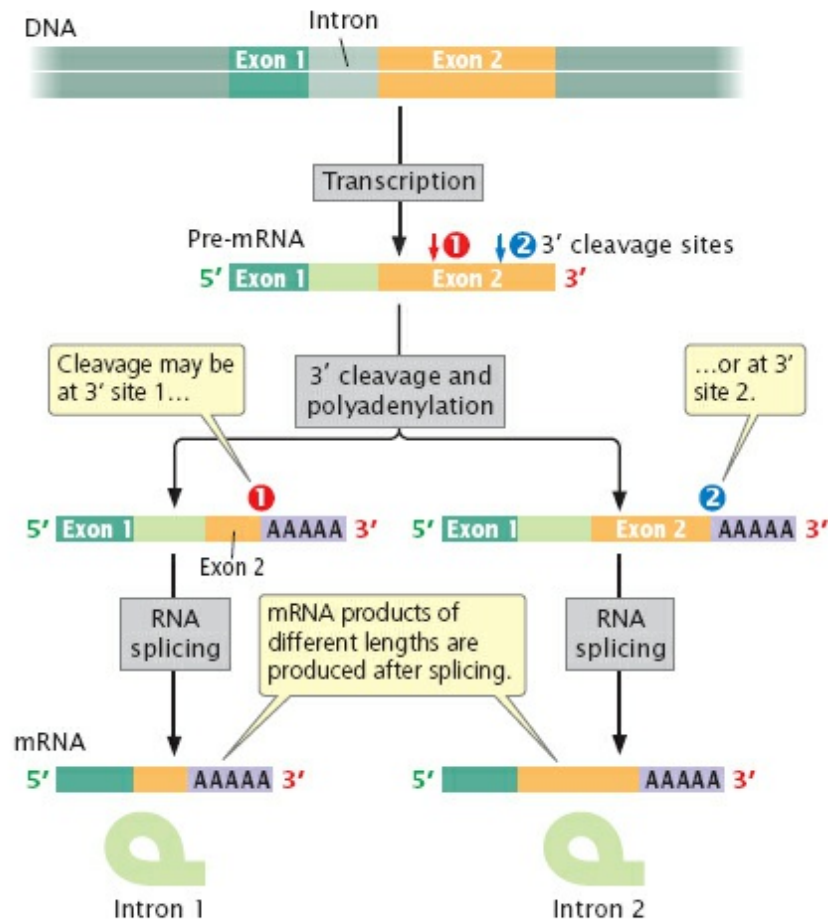 DNA
Intron
Exon 1
Exon 2
Transcription
Pre-mRNA
1
2
3′ cleavage sites
5′
Exon 1
Exon 2
3′
Cleavage may be
at 3′ site 1...
3′ cleavage and
polyadenylation
...or at 3′
site 2.
1
2
5′
Exon 1
AAAAA
3′
Exon 2
5′
Exon 1
Exon 2
AAAAA
3′
RNA
splicing
mRNA products of
different lengths are
produced after splicing.
RNA
splicing
mRNA
5′
AAAAA
3′
5′
AAAAA
3′
Intron 1
Intron 2